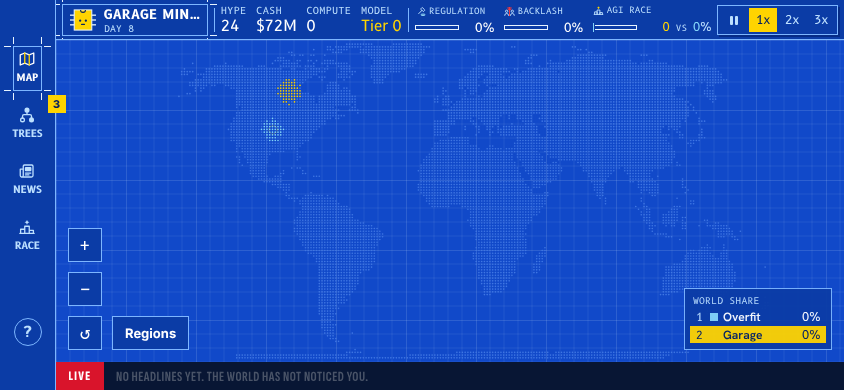 GARAGE MIN...
DAY 8
HYPE
24
CASH
$72M
COMPUTE
0
MODEL
Tier 0
REGULATION
0%
BACKLASH
0%
AGI RACE
0 VS 0%
1x
2x
3x
MAP
3
TREES
NEWS
RACE
?
+
−
↺
Regions
WORLD SHARE
1 Overfit 0%
2 Garage 0%
LIVE
NO HEADLINES YET. THE WORLD HAS NOT NOTICED YOU.